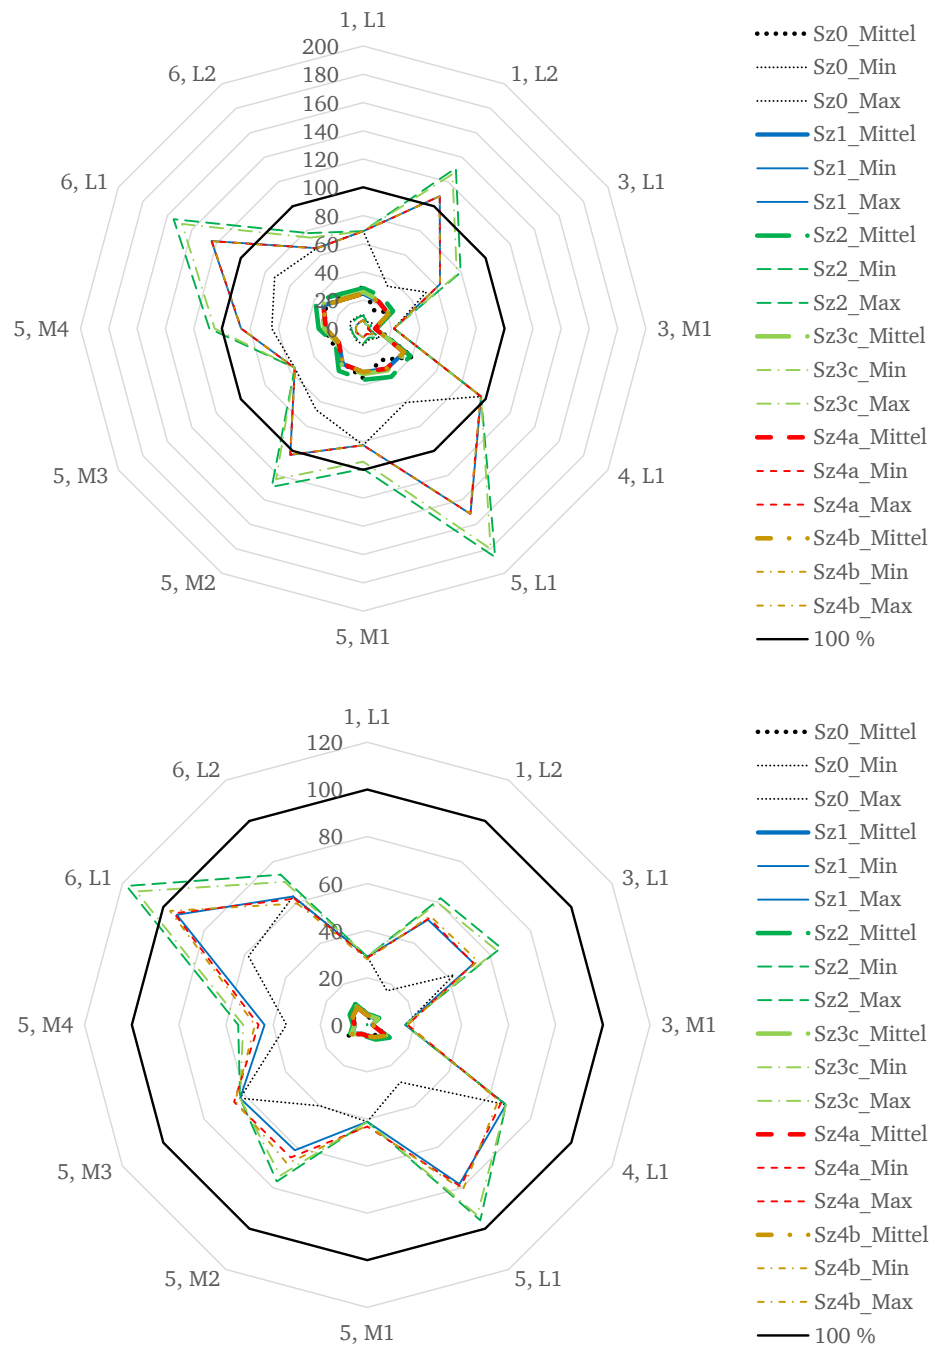 1, L1
200
180
160
140
120
100
80
60
40
20
0
1, L2
3, L1
3, M1
4, L1
5, L1
5, M1
5, M2
5, M3
5, M4
6, L1
6, L2
Sz0_Mittel
Sz0_Min
Sz0_Max
Sz1_Mittel
Sz1_Min
Sz1_Max
Sz2_Mittel
Sz2_Min
Sz2_Max
Sz3c_Mittel
Sz3c_Min
Sz3c_Max
Sz4a_Mittel
Sz4a_Min
Sz4a_Max
Sz4b_Mittel
Sz4b_Min
Sz4b_Max
100 %
1, L1
120
100
80
60
40
20
0
1, L2
3, L1
3, M1
4, L1
5, L1
5, M1
5, M2
5, M3
5, M4
6, L1
6, L2
Sz0_Mittel
Sz0_Min
Sz0_Max
Sz1_Mittel
Sz1_Min
Sz1_Max
Sz2_Mittel
Sz2_Min
Sz2_Max
Sz3c_Mittel
Sz3c_Min
Sz3c_Max
Sz4a_Mittel
Sz4a_Min
Sz4a_Max
Sz4b_Mittel
Sz4b_Min
Sz4b_Max
100 %